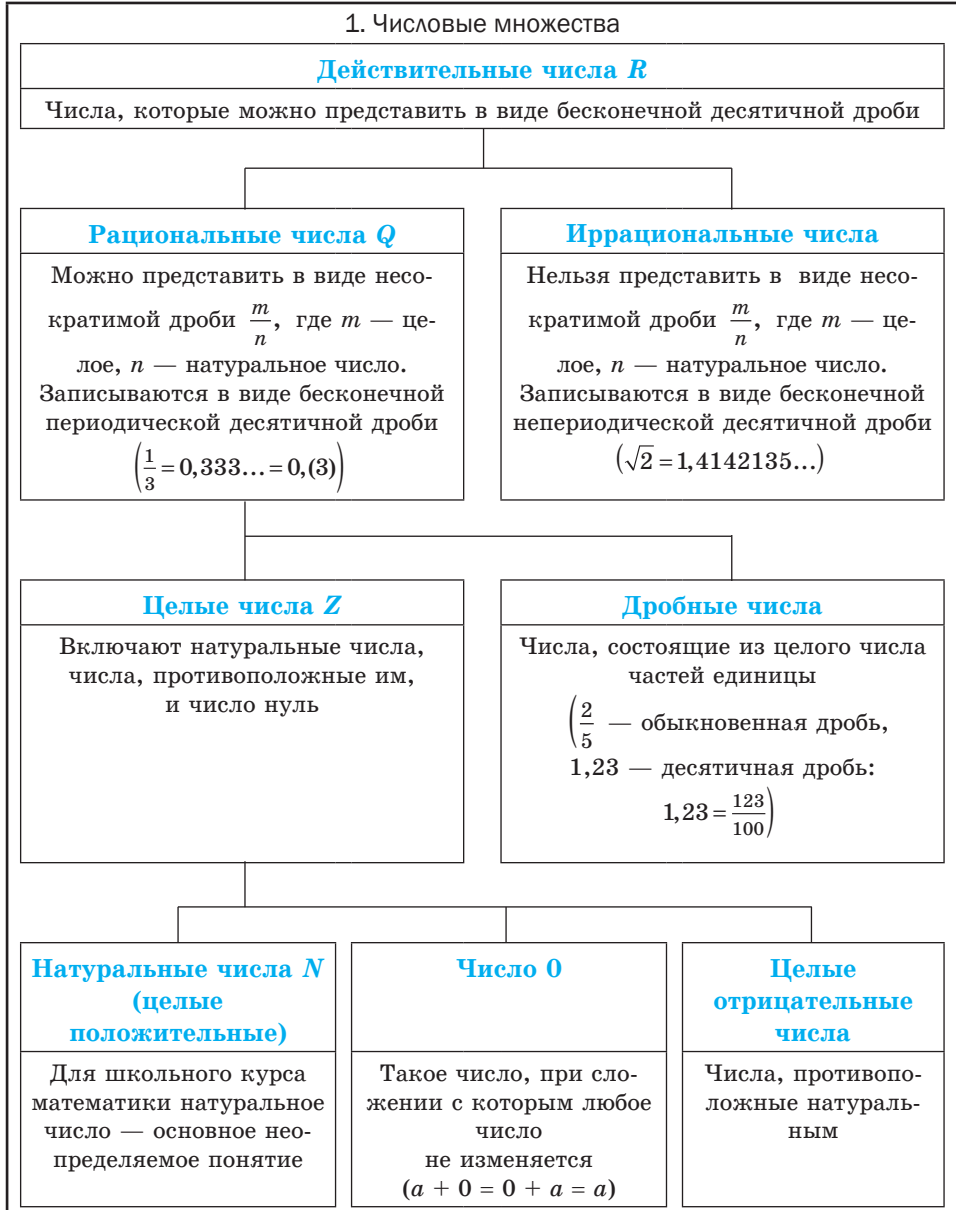 1. Числовые множества
Действительные числа R
Числа, которые можно представить в виде бесконечной десятичной дроби
Рациональные числа Q
Можно представить в виде несо-
кратимой дроби m/n, где m — це-
лое, n — натуральное число.
Записываются в виде бесконечной
периодической десятичной дроби
(1/3 = 0,333... = 0,(3))
Иррациональные числа
Нельзя представить в виде несо-
кратимой дроби m/n, где m — це-
лое, n — натуральное число.
Записываются в виде бесконечной
непериодической десятичной дроби
(√2 = 1,4142135...)
Целые числа Z
Включают натуральные числа,
числа, противоположные им,
и число нуль
Дробные числа
Числа, состоящие из целого числа
частей единицы
(2/5 — обыкновенная дробь,
1,23 — десятичная дробь:
1,23 = 123/100)
Натуральные числа N
(целые
положительные)
Для школьного курса
математики натуральное
число — основное нео-
пределяемое понятие
Число 0
Такое число, при сло-
жении с которым любое
число
не изменяется
(a + 0 = 0 + a = a)
Целые
отрицательные
числа
Числа, противопо-
ложные натураль-
ным